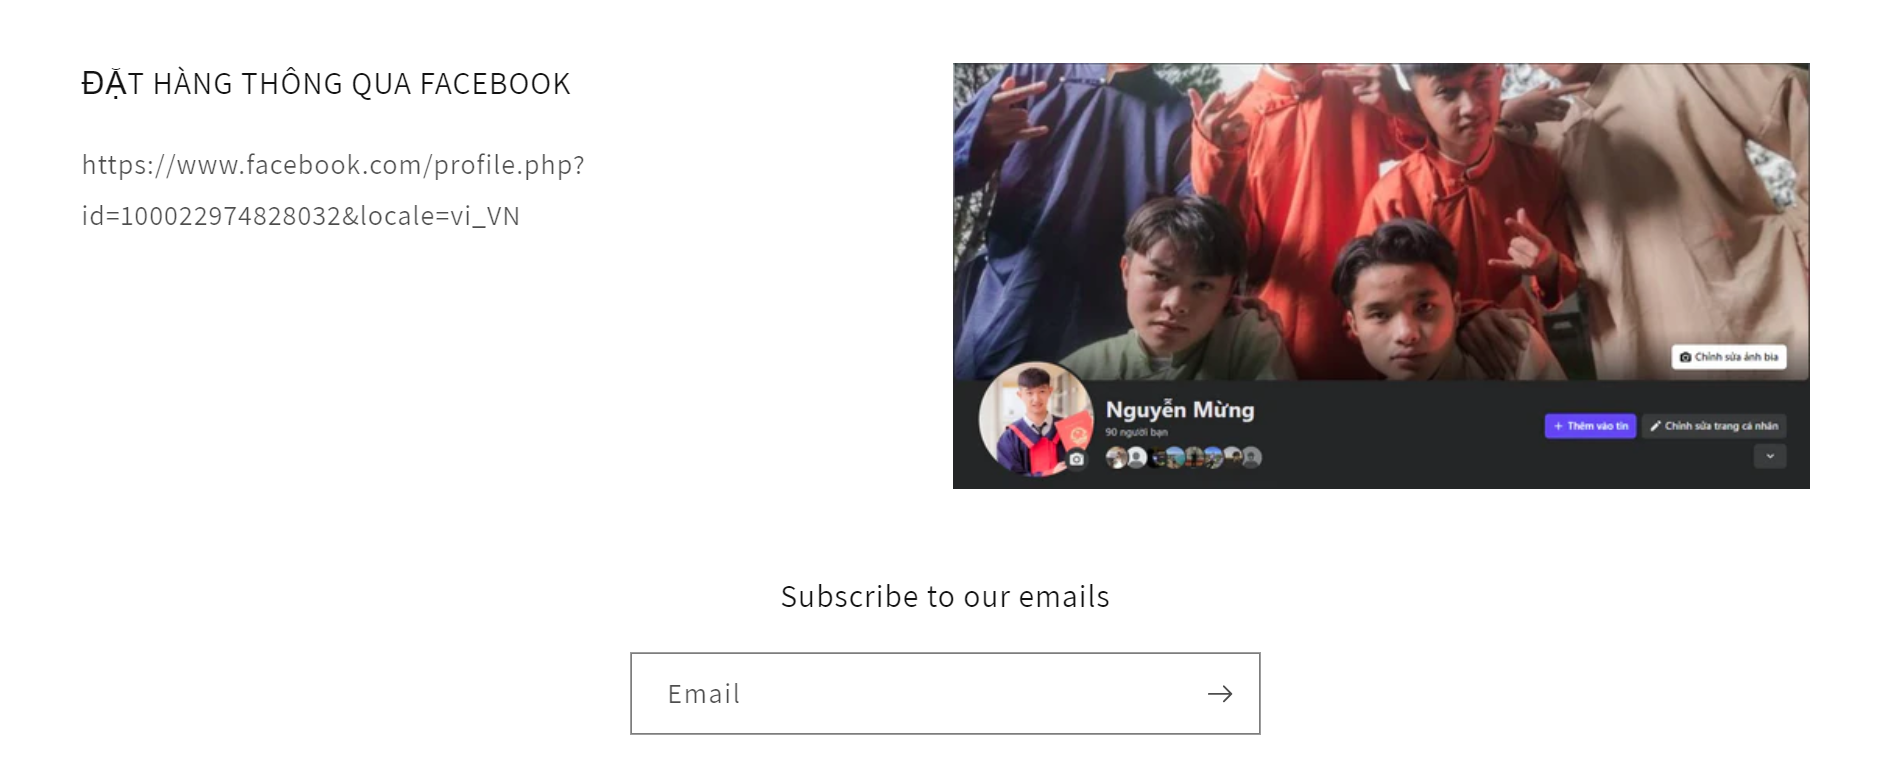 ĐẶT HÀNG THÔNG QUA FACEBOOK
https://www.facebook.com/profile.php?
id=100022974828032&locale=vi_VN
Chỉnh sửa ảnh bìa
Nguyễn Mừng
90 người bạn
+ Thêm vào tin
Chỉnh sửa trang cá nhân
Subscribe to our emails
Email